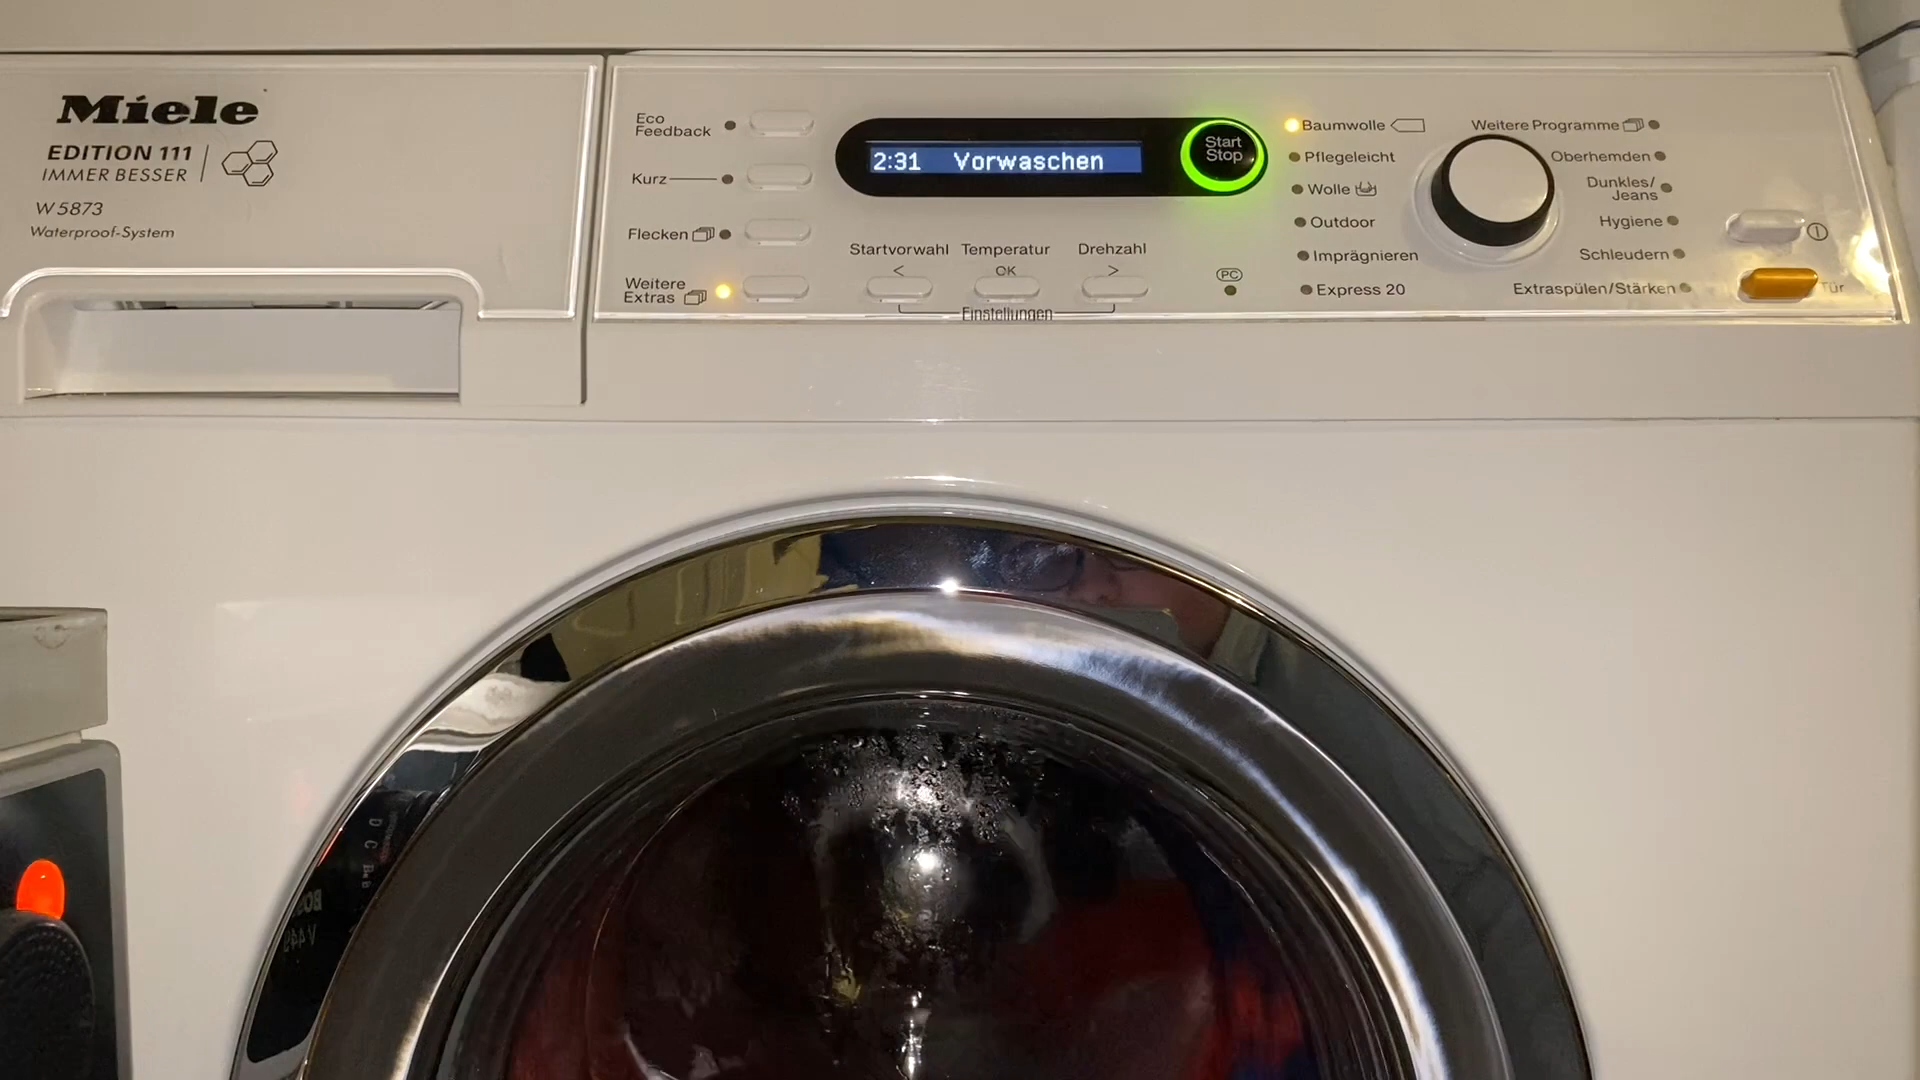 Miele
EDITION 111
IMMER BESSER
W 5873
Waterproof-System
Eco
Feedback
Kurz
Flecken
Weitere
Extras
2:31 Vorwaschen
Start
Stop
Startvorwahl Temperatur Drehzahl
< OK >
Einstellungen
PC
Baumwolle
Pflegeleicht
Wolle
Outdoor
Imprägnieren
Express 20
Weitere Programme
Oberhemden
Dunkles/
Jeans
Hygiene
Schleudern
Extraspülen/Stärken
Tür